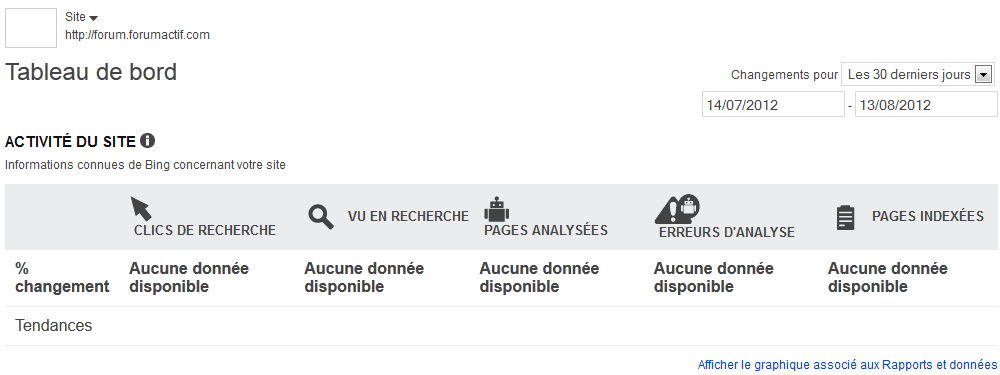 Site
http://forum.forumactif.com
Tableau de bord
Changements pour Les 30 derniers jours
14/07/2012 - 13/08/2012
ACTIVITÉ DU SITE
Informations connues de Bing concernant votre site
CLICS DE RECHERCHE
VU EN RECHERCHE
PAGES ANALYSÉES
ERREURS D'ANALYSE
PAGES INDEXÉES
%
changement
Aucune donnée
disponible
Aucune donnée
disponible
Aucune donnée
disponible
Aucune donnée
disponible
Aucune donnée
disponible
Tendances
Afficher le graphique associé aux Rapports et données